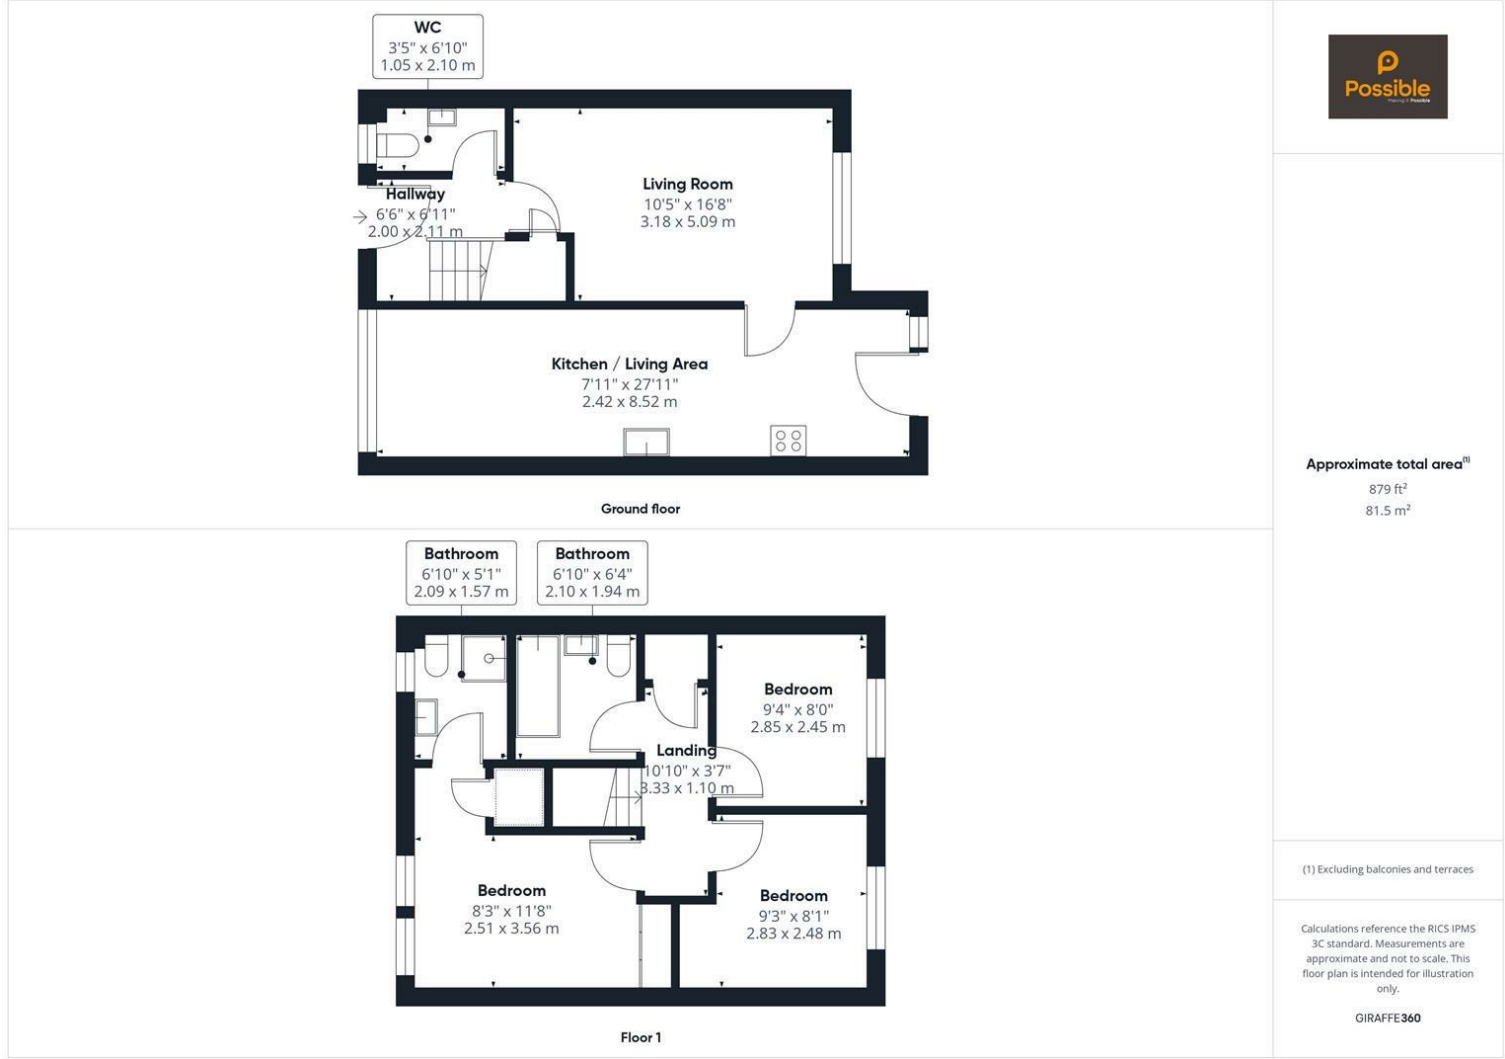 WC
3'5" x 6'10"
1.05 x 2.10 m
Hallway
6'6" x 6'11"
2.00 x 2.11 m
Living Room
10'5" x 16'8"
3.18 x 5.09 m
Kitchen / Living Area
7'11" x 27'11"
2.42 x 8.52 m
Ground floor
Bathroom
6'10" x 5'1"
2.09 x 1.57 m
Bathroom
6'10" x 6'4"
2.10 x 1.94 m
Bedroom
9'4" x 8'0"
2.85 x 2.45 m
Landing
10'10" x 3'7"
3.33 x 1.10 m
Bedroom
8'3" x 11'8"
2.51 x 3.56 m
Bedroom
9'3" x 8'1"
2.83 x 2.48 m
Floor 1
Possible
Making it Possible
Approximate total area(1)
879 ft²
81.5 m²
(1) Excluding balconies and terraces
Calculations reference the RICS IPMS
3C standard. Measurements are
approximate and not to scale. This
floor plan is intended for illustration
only.
GIRAFFE360